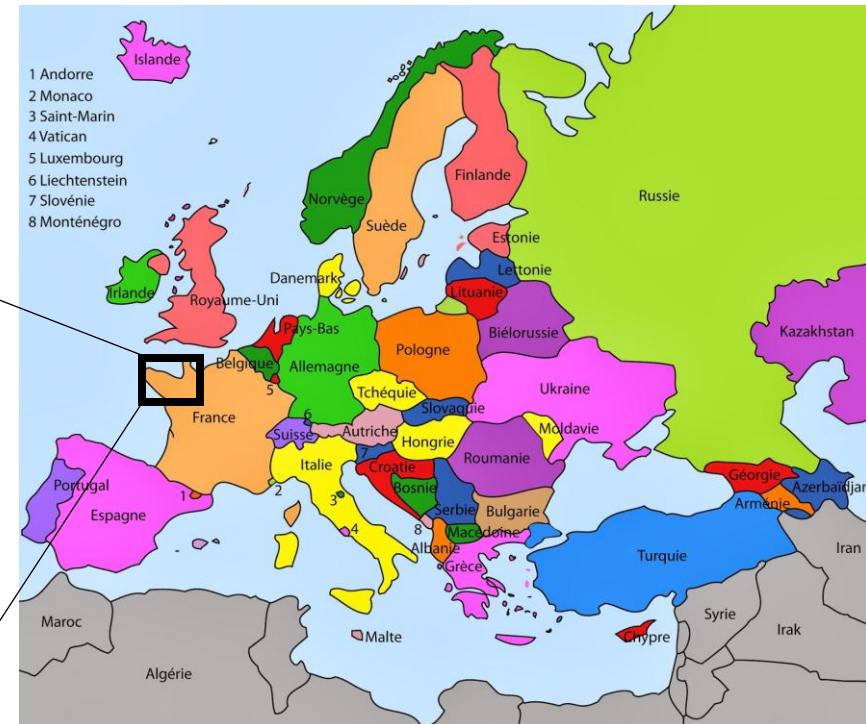 Islande
1 Andorre
2 Monaco
3 Saint-Marin
4 Vatican
5 Luxembourg
6 Liechtenstein
7 Slovénie
8 Monténégro
Finlande
Norvège
Suède
Russie
Estonie
Lettonie
Danemark
Lituanie
Irlande
Royaume-Uni
Pays-Bas
Biélorussie
Kazakhstan
Pologne
Belgique
Allemagne
5
Tchéquie
Ukraine
Slovaquie
France
6
Suisse
Autriche
Hongrie
Moldavie
7
Italie
Croatie
Roumanie
Géorgie
Portugal
1
2
Bosnie
Azerbaïdjan
Espagne
3
Serbie
Bulgarie
Arménie
4
8
Macédoine
Albanie
Grèce
Turquie
Iran
Maroc
Malte
Chypre
Syrie
Irak
Algérie